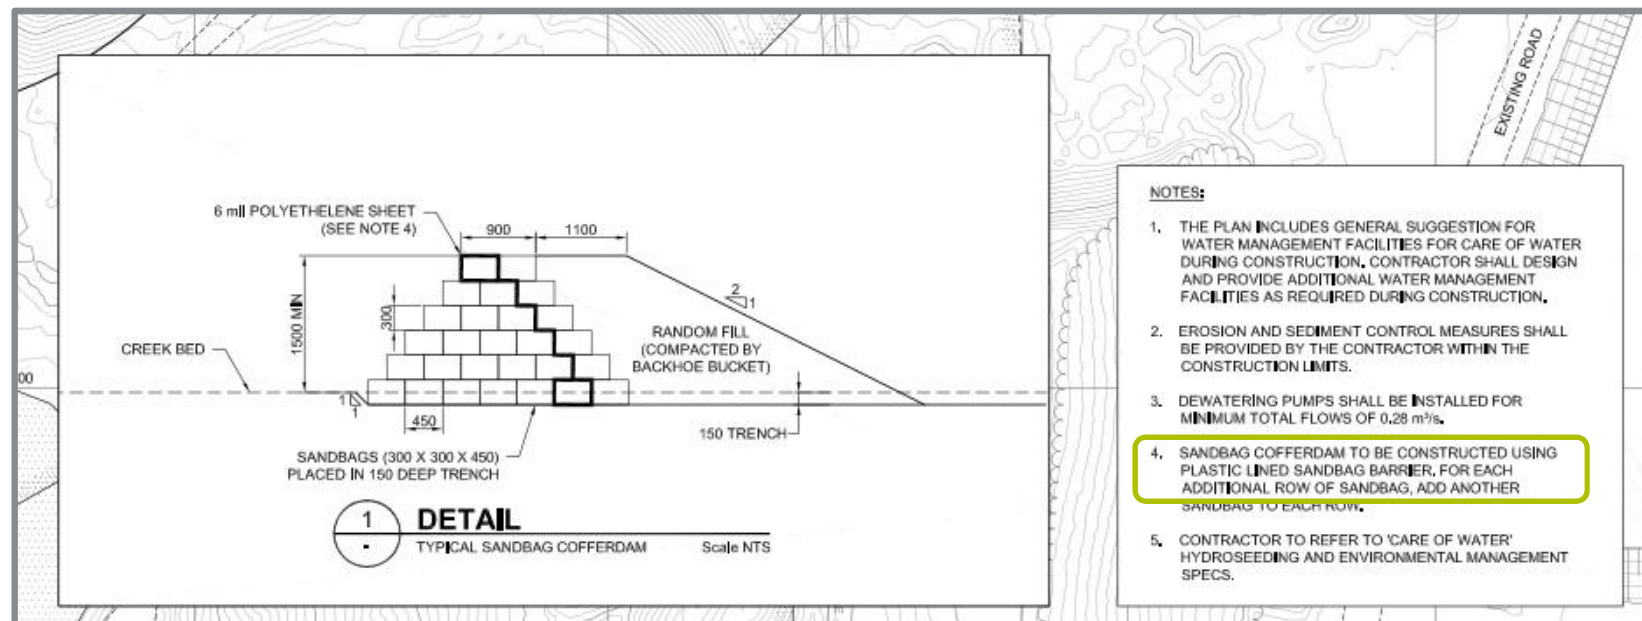 EXISTING ROAD
6 mil POLYETHELENE SHEET
(SEE NOTE 4)
900
1100
2
1
1500 MIN
300
RANDOM FILL
(COMPACTED BY
BACKHOE BUCKET)
CREEK BED
00
1
1
450
150 TRENCH
SANDBAGS (300 X 300 X 450)
PLACED IN 150 DEEP TRENCH
1
-
DETAIL
TYPICAL SANDBAG COFFERDAM Scale NTS
NOTES:
1. THE PLAN INCLUDES GENERAL SUGGESTION FOR
WATER MANAGEMENT FACILITIES FOR CARE OF WATER
DURING CONSTRUCTION. CONTRACTOR SHALL DESIGN
AND PROVIDE ADDITIONAL WATER MANAGEMENT
FACILITIES AS REQUIRED DURING CONSTRUCTION.
2. EROSION AND SEDIMENT CONTROL MEASURES SHALL
BE PROVIDED BY THE CONTRACTOR WITHIN THE
CONSTRUCTION LIMITS.
3. DEWATERING PUMPS SHALL BE INSTALLED FOR
MINIMUM TOTAL FLOWS OF 0.28 m³/s.
4. SANDBAG COFFERDAM TO BE CONSTRUCTED USING
PLASTIC LINED SANDBAG BARRIER. FOR EACH
ADDITIONAL ROW OF SANDBAG, ADD ANOTHER
SANDBAG TO EACH ROW.
5. CONTRACTOR TO REFER TO 'CARE OF WATER'
HYDROSEEDING AND ENVIRONMENTAL MANAGEMENT
SPECS.